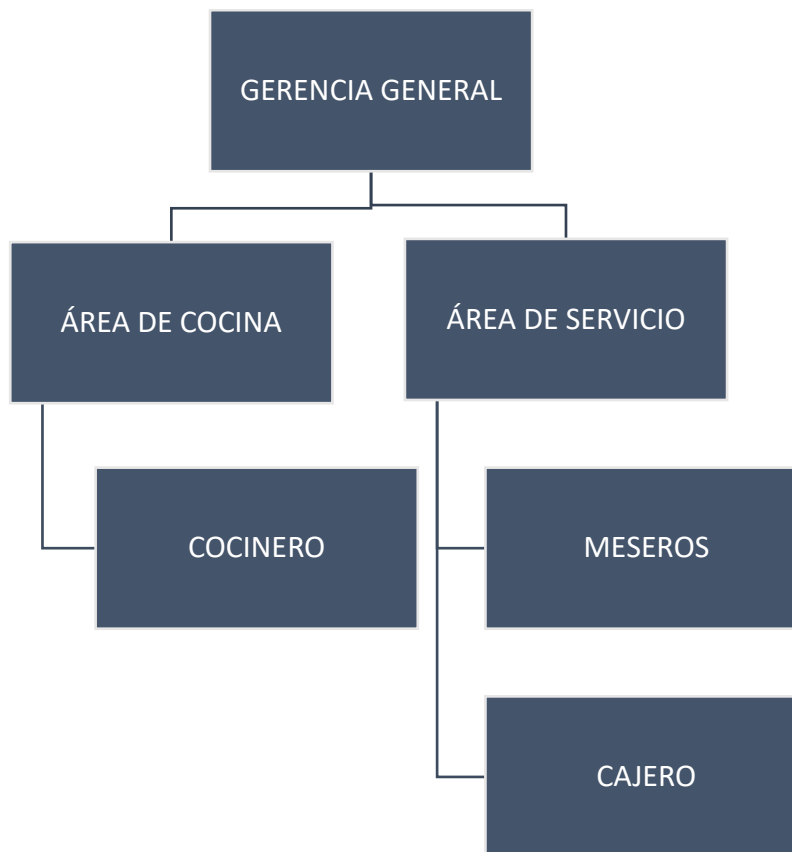 GERENCIA GENERAL
ÁREA DE COCINA
ÁREA DE SERVICIO
COCINERO
MESEROS
CAJERO